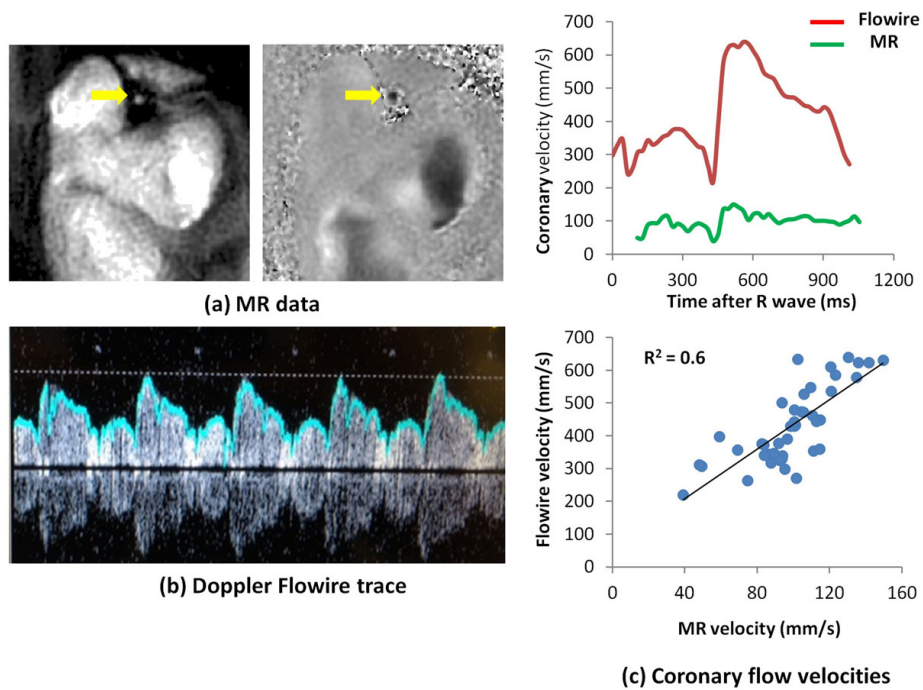 (a) MR data
(b) Doppler Flowire trace
Flowire
MR
Coronary velocity (mm/s)
700
600
500
400
300
200
100
0
0 300 600 900 1200
Time after R wave (ms)
R² = 0.6
Flowire velocity (mm/s)
700
600
500
400
300
200
100
0
0 40 80 120 160
MR velocity (mm/s)
(c) Coronary flow velocities